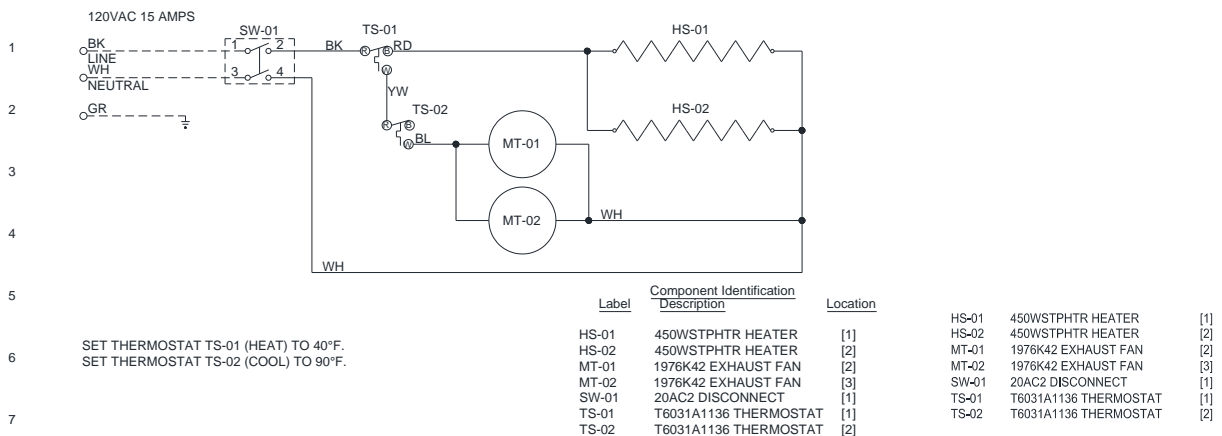 120VAC 15 AMPS
SW-01
TS-01
HS-01
1
BK
1
2
BK
R
B
RD
LINE
WH
3
4
W
NEUTRAL
YW
2
GR
TS-02
HS-02
R
B
W
BL
MT-01
3
MT-02
WH
4
WH
5
Component Identification
Label Description Location
HS-01 450WSTPHTR HEATER [1]
HS-02 450WSTPHTR HEATER [2]
MT-01 1976K42 EXHAUST FAN [2]
MT-02 1976K42 EXHAUST FAN [3]
SW-01 20AC2 DISCONNECT [1]
TS-01 T6031A1136 THERMOSTAT [1]
TS-02 T6031A1136 THERMOSTAT [2]
HS-01 450WSTPHTR HEATER [1]
HS-02 450WSTPHTR HEATER [2]
MT-01 1976K42 EXHAUST FAN [2]
MT-02 1976K42 EXHAUST FAN [3]
SW-01 20AC2 DISCONNECT [1]
TS-01 T6031A1136 THERMOSTAT [1]
TS-02 T6031A1136 THERMOSTAT [2]
SET THERMOSTAT TS-01 (HEAT) TO 40°F.
6
SET THERMOSTAT TS-02 (COOL) TO 90°F.
7